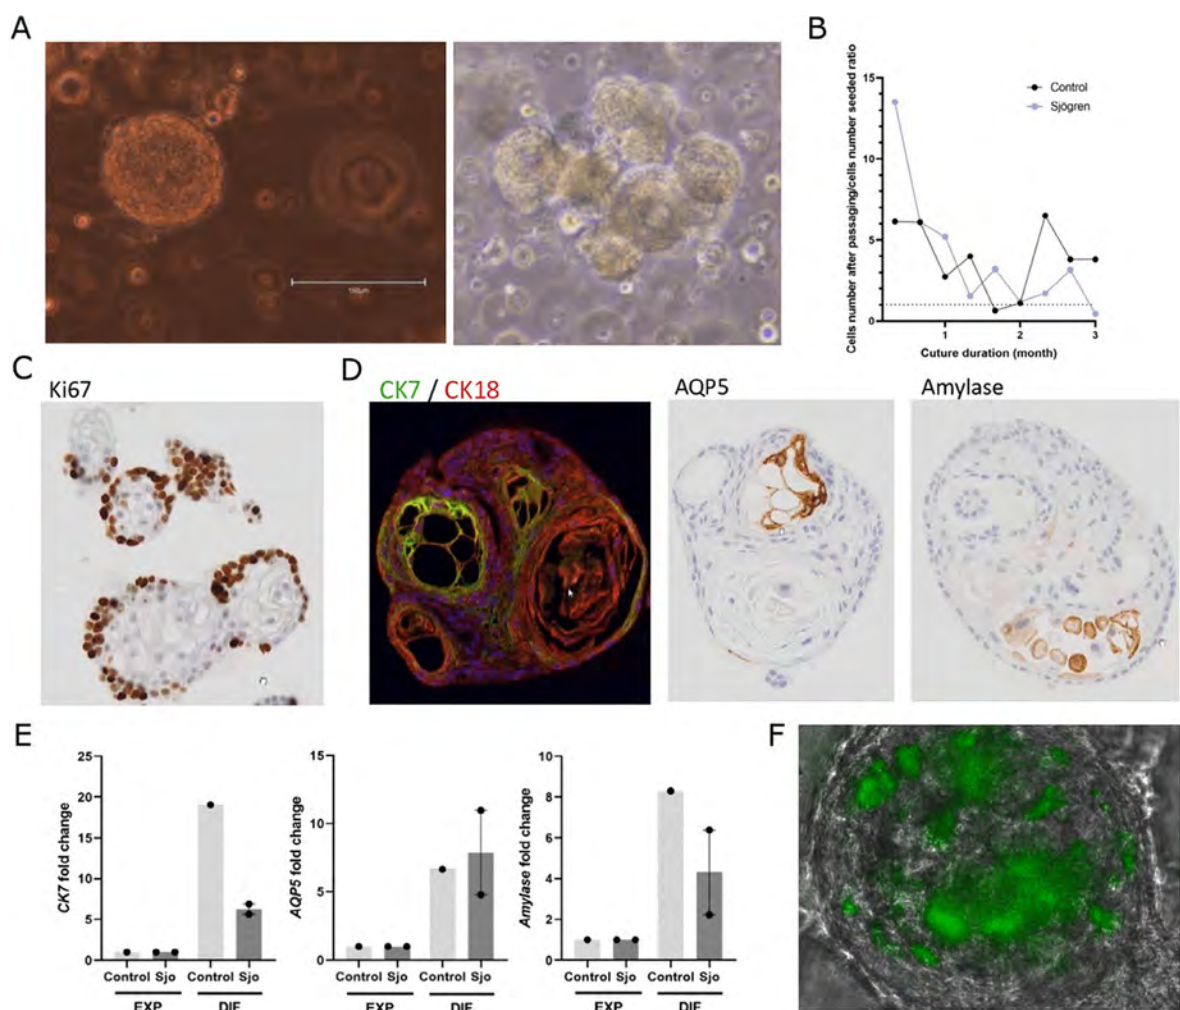 A
B
Cells number after passaging/cells number seeded ratio
15
10
5
0
1
2
3
Cuture duration (month)
Control
Sjögren
C
Ki67
D
CK7 / CK18
AQP5
Amylase
E
CK7 fold change
25
20
15
10
5
0
Control Sjo Control Sjo
EXP DIF
AQP5 fold change
15
10
5
0
Control Sjo Control Sjo
EXP DIF
Amylase fold change
10
8
6
4
2
0
Control Sjo Control Sjo
EXP DIF
F